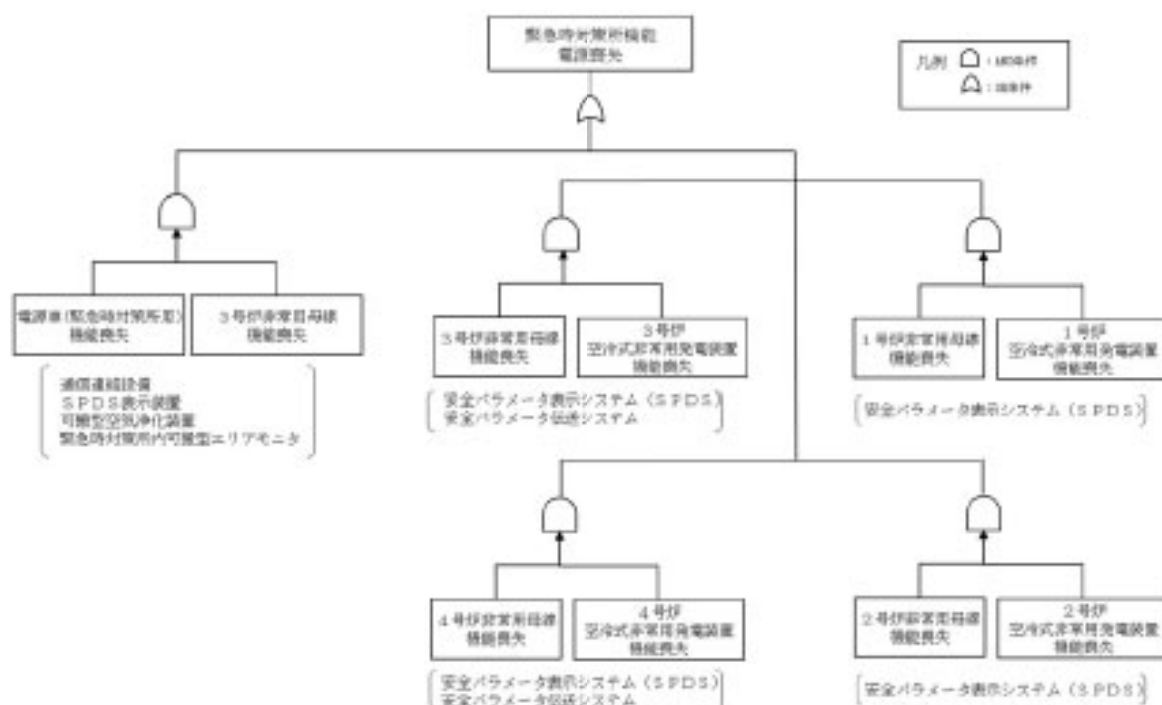 緊急時対策所機能
電源喪失
凡例
:AND条件
:OR条件
電源車(緊急時対策所用)
機能喪失
3号炉非常用母線
機能喪失
通信連絡設備
SPDS表示装置
可搬型空気浄化装置
緊急時対策所内可搬型エリアモニタ
3号炉非常用母線
機能喪失
3号炉
空冷式非常用発電装置
機能喪失
安全パラメータ表示システム(SPDS)
安全パラメータ伝送システム
1号炉非常用母線
機能喪失
1号炉
空冷式非常用発電装置
機能喪失
安全パラメータ表示システム(SPDS)
4号炉非常用母線
機能喪失
4号炉
空冷式非常用発電装置
機能喪失
安全パラメータ表示システム(SPDS)
安全パラメータ伝送システム
2号炉非常用母線
機能喪失
2号炉
空冷式非常用発電装置
機能喪失
安全パラメータ表示システム(SPDS)